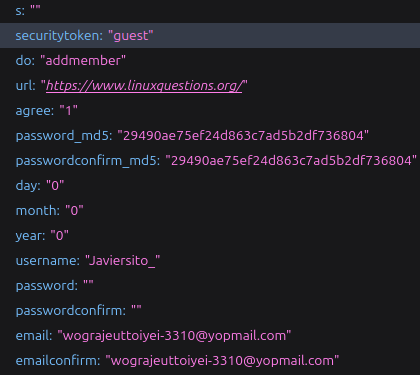 s: ""
securitytoken: "guest"
do: "addmember"
url: "https://www.linuxquestions.org/"
agree: "1"
password_md5: "29490ae75ef24d863c7ad5b2df736804"
passwordconfirm_md5: "29490ae75ef24d863c7ad5b2df736804"
day: "0"
month: "0"
year: "0"
username: "Javiersito_"
password: ""
passwordconfirm: ""
email: "wograjeuttoiyei-3310@yopmail.com"
emailconfirm: "wograjeuttoiyei-3310@yopmail.com"